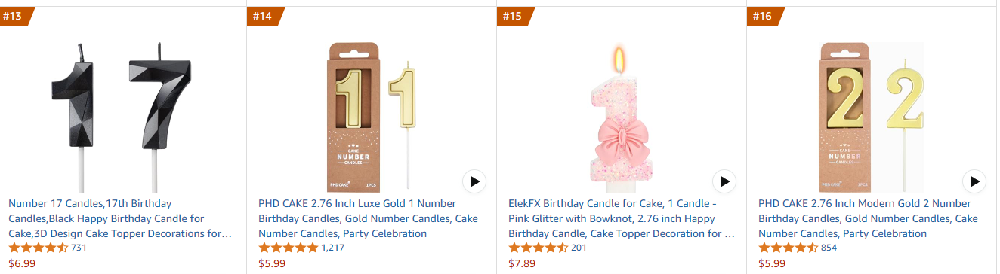 #13
Number 17 Candles,17th Birthday
Candles,Black Happy Birthday Candle for
Cake,3D Design Cake Topper Decorations for…
731
$6.99
#14
1 1
CAKE
NUMBER
CANDLES
PHD CAKE 1PCS
PHD CAKE 2.76 Inch Luxe Gold 1 Number
Birthday Candles, Gold Number Candles, Cake
Number Candles, Party Celebration
1,217
$5.99
#15
1
ElekFX Birthday Candle for Cake, 1 Candle -
Pink Glitter with Bowknot, 2.76 inch Happy
Birthday Candle, Cake Topper Decoration for …
201
$7.89
#16
2 2
CAKE
NUMBER
CANDLES
PHD CAKE 1PCS
PHD CAKE 2.76 Inch Modern Gold 2 Number
Birthday Candles, Gold Number Candles, Cake
Number Candles, Party Celebration
854
$5.99